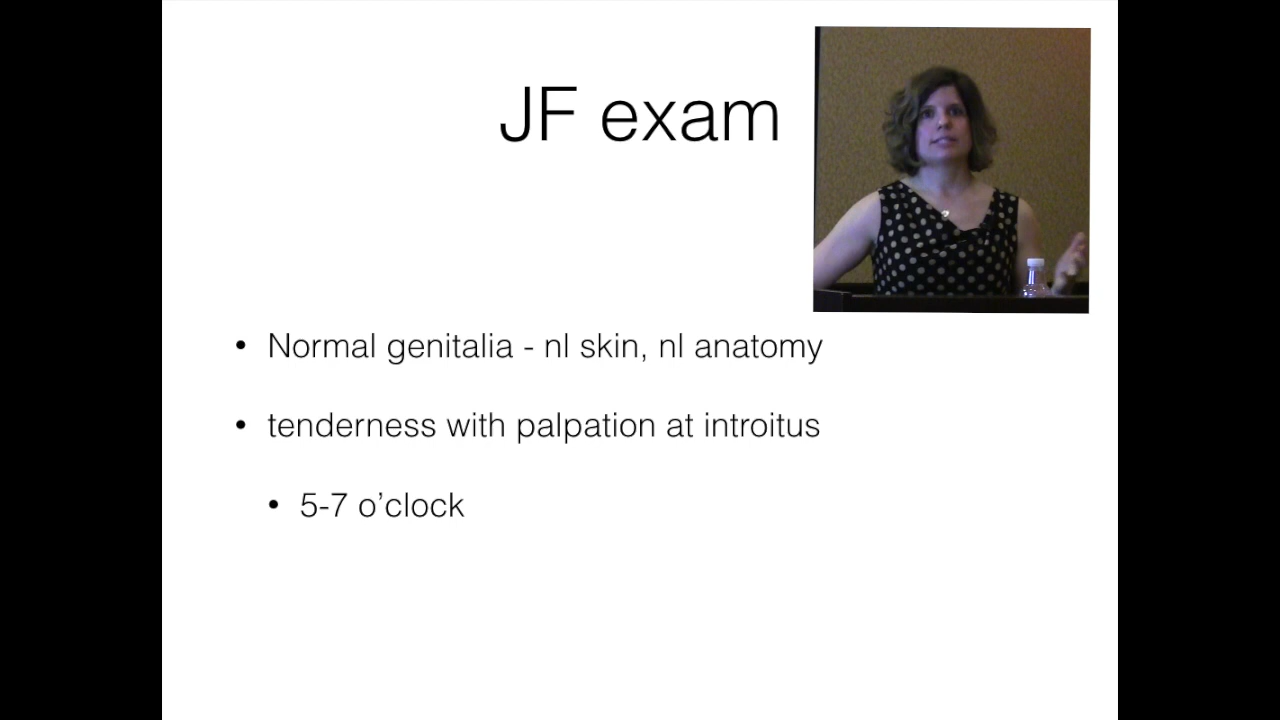 JF exam
• Normal genitalia - nl skin, nl anatomy
• tenderness with palpation at introitus
• 5-7 o’clock